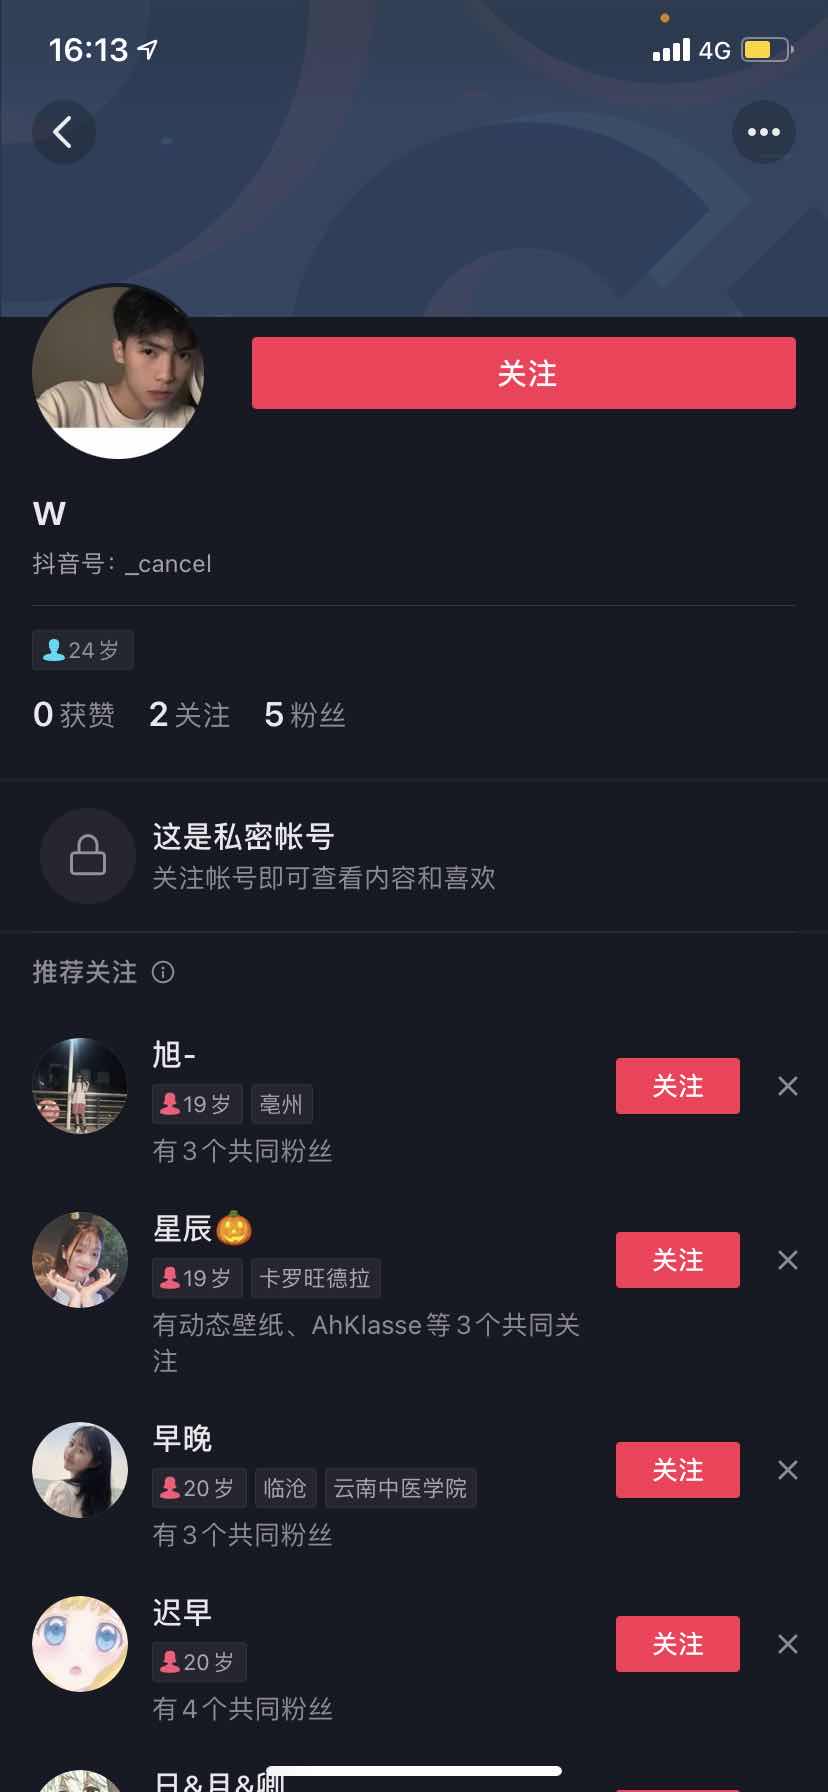 16:13
4G
关注
W
抖音号：_cancel
24岁
0获赞 2关注 5粉丝
这是私密帐号
关注帐号即可查看内容和喜欢
推荐关注
旭-
19岁 亳州
有3个共同粉丝
关注
星辰🎃
19岁 卡罗旺德拉
有动态壁纸、AhKlasse等3个共同关
注
关注
早晚
20岁 临沧 云南中医学院
有3个共同粉丝
关注
迟早
20岁
有4个共同粉丝
关注
日&月&卿